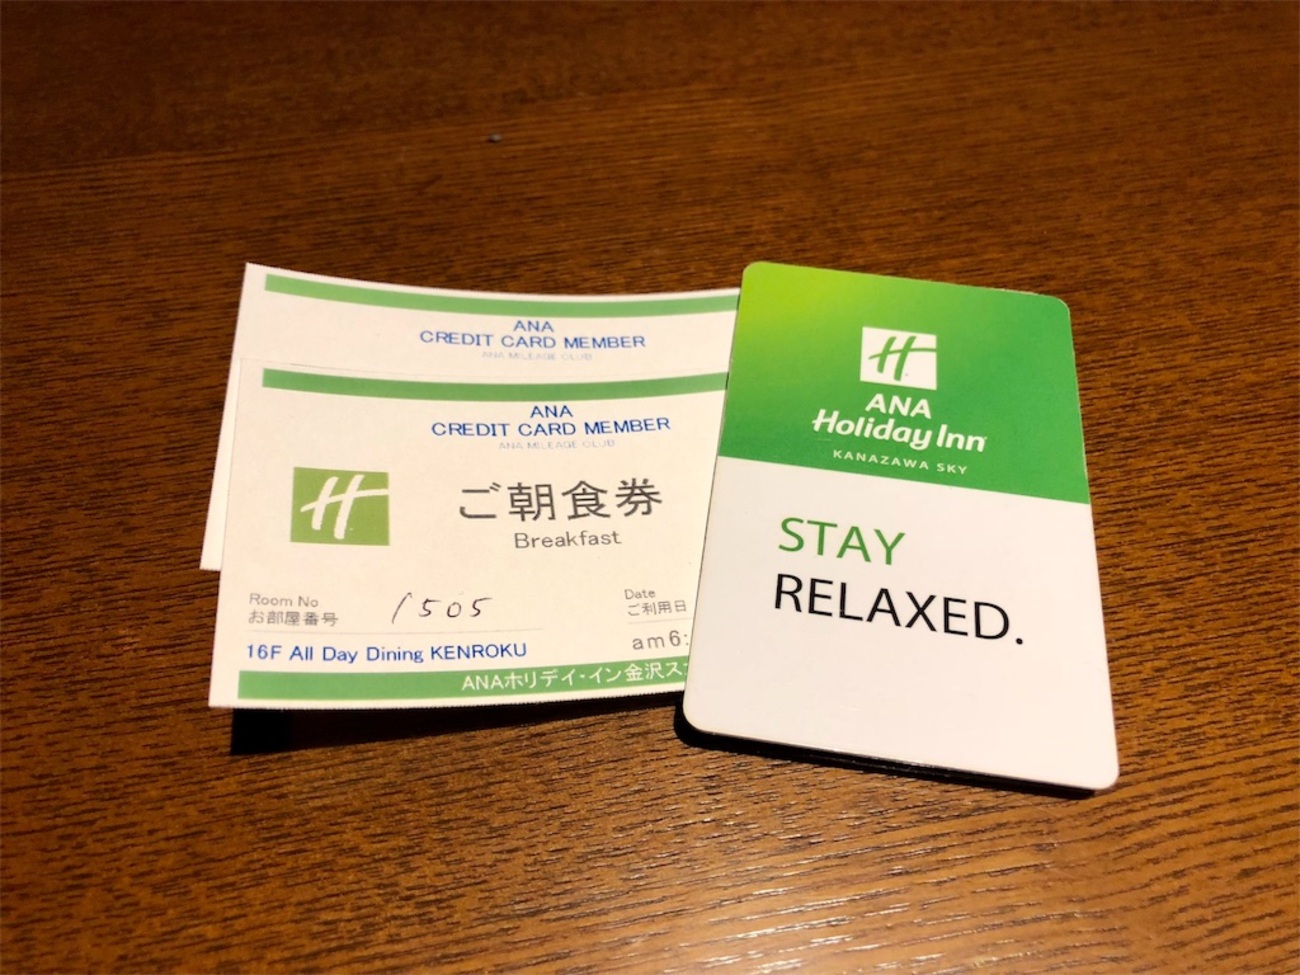 ANA
CREDIT CARD MEMBER
ANA MILEAGE CLUB
ANA
CREDIT CARD MEMBER
ANA MILEAGE CLUB
ご朝食券
Breakfast
Room No
お部屋番号
1505
Date
ご利用日
16F All Day Dining KENROKU
am6:
ANAホリデイ・イン金沢ス
ANA
Holiday Inn
KANAZAWA SKY
STAY
RELAXED.